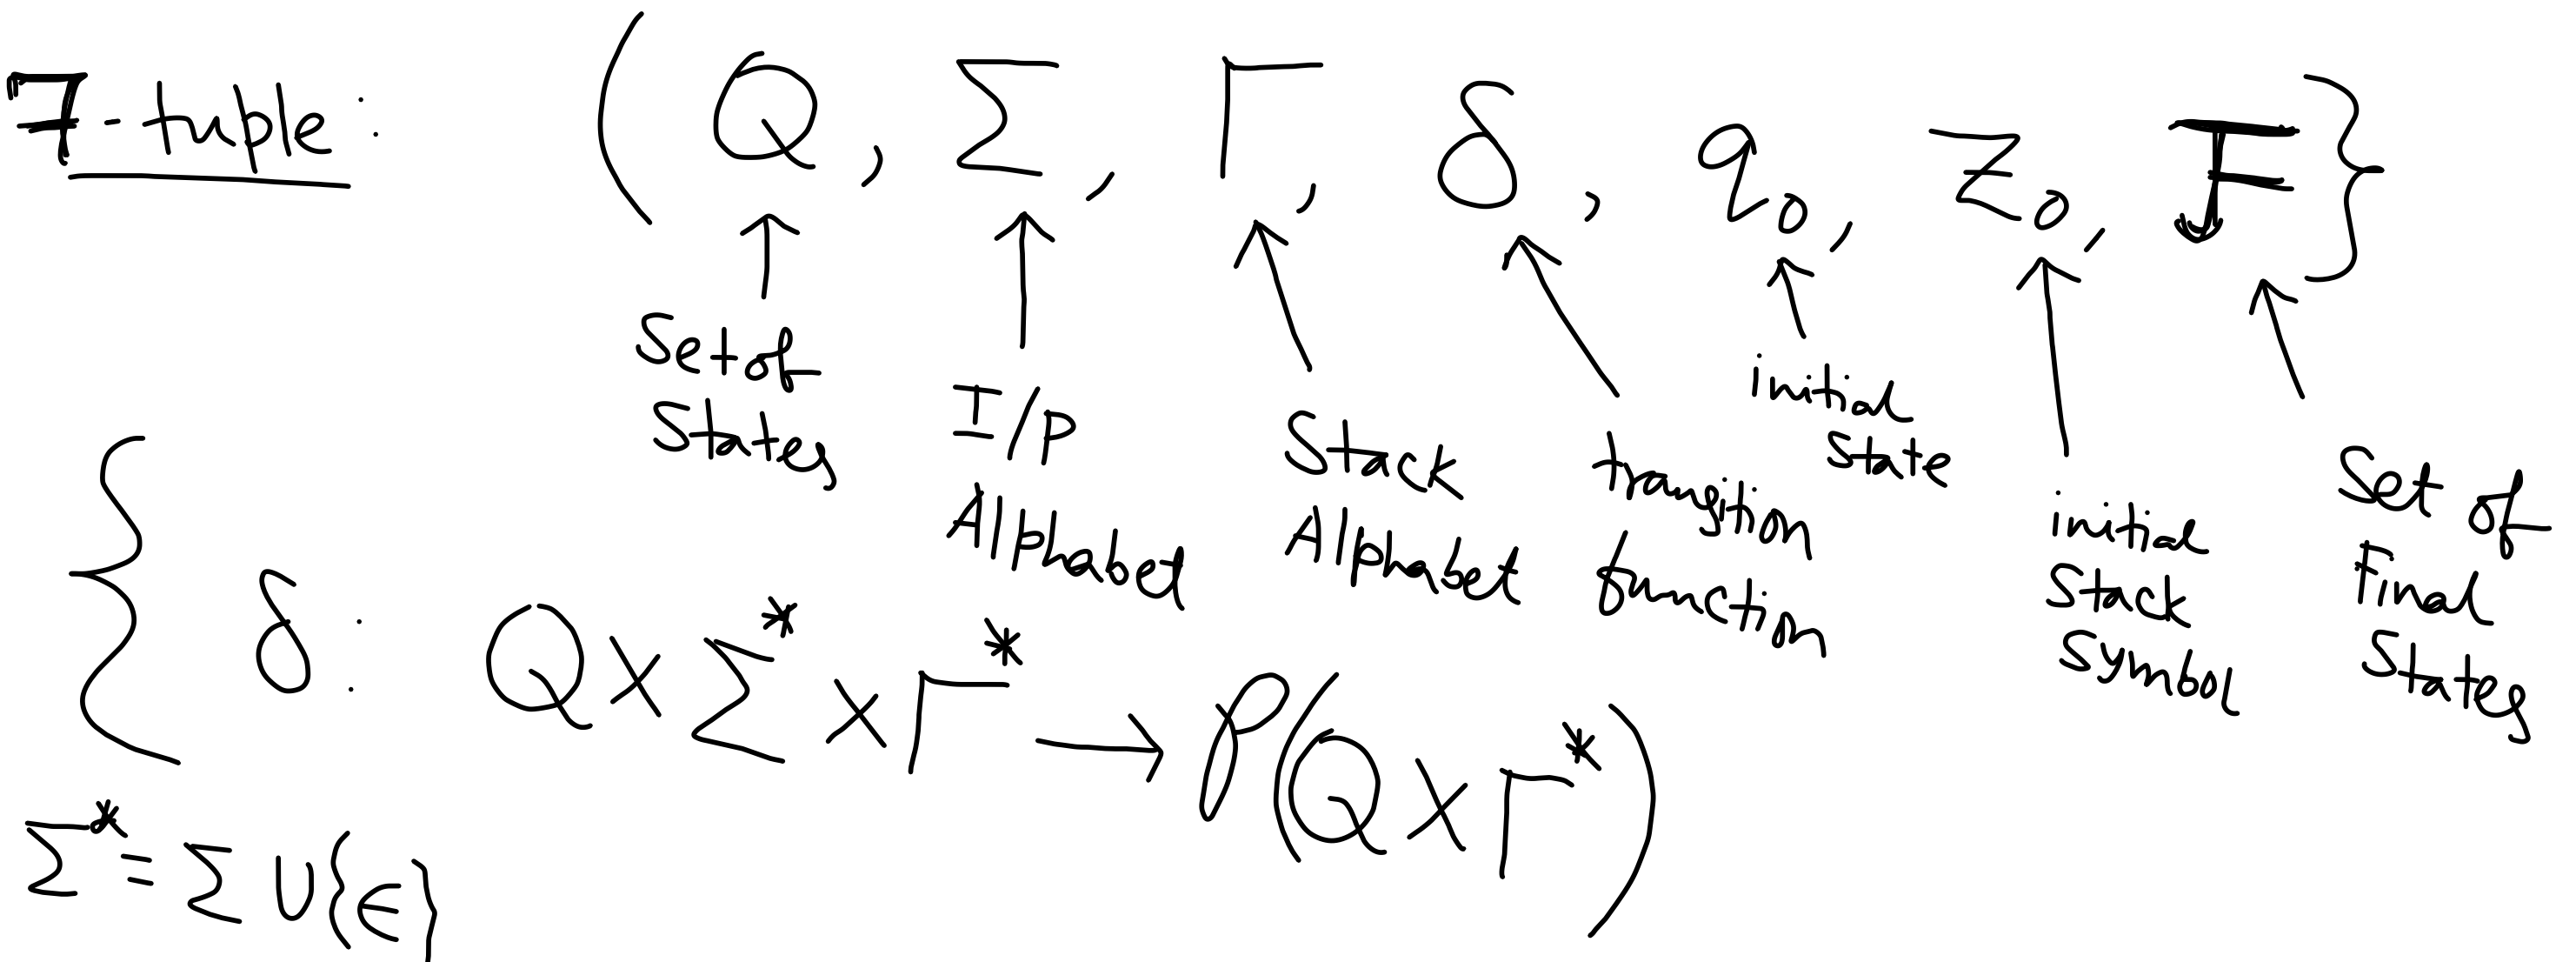 7-tuple: (Q, Σ, Γ, δ, q₀, Z₀, F}
Set of States
I/P Alphabet
Stack Alphabet
transition function
initial state
initial Stack Symbol
Set of Final States
{ δ: Q × Σ* × Γ* → P(Q × Γ*)
Σ* = Σ ∪ {ϵ}